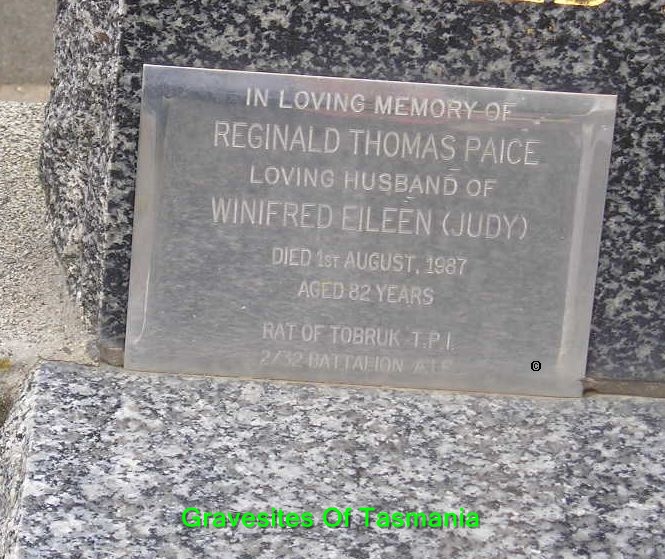 IN LOVING MEMORY OF
REGINALD THOMAS PAICE
LOVING HUSBAND OF
WINIFRED EILEEN (JUDY)
DIED 1ST AUGUST, 1987
AGED 82 YEARS
RAT OF TOBRUK T.P.I.
2/32 BATTALION A.I.F.
©
Gravesites Of Tasmania